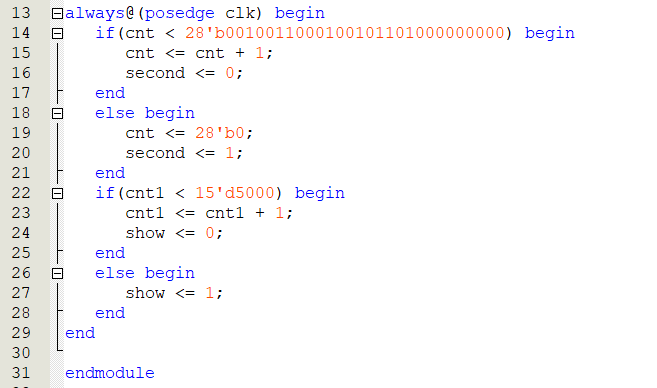 13 always@(posedge clk) begin
14 if(cnt < 28'b0010011000100101101000000000) begin
15 cnt <= cnt + 1;
16 second <= 0;
17 end
18 else begin
19 cnt <= 28'b0;
20 second <= 1;
21 end
22 if(cnt1 < 15'd5000) begin
23 cnt1 <= cnt1 + 1;
24 show <= 0;
25 end
26 else begin
27 show <= 1;
28 end
29 end
30
31 endmodule